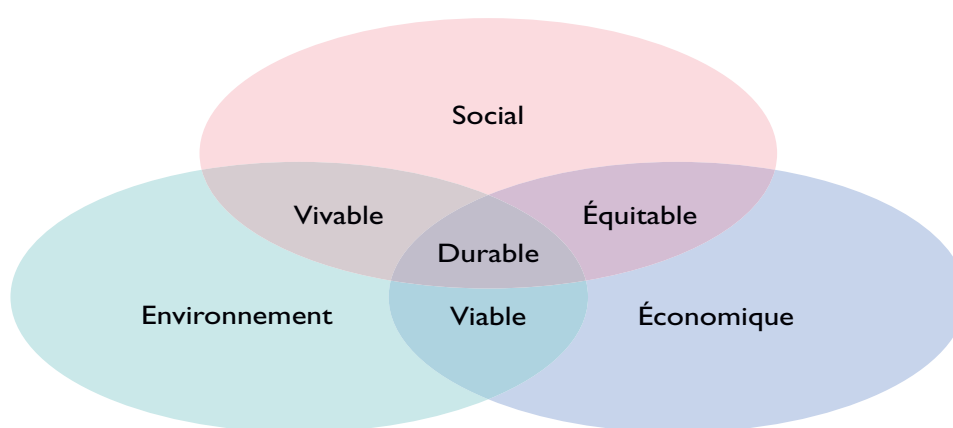 Social
Vivable
Équitable
Durable
Environnement
Viable
Économique